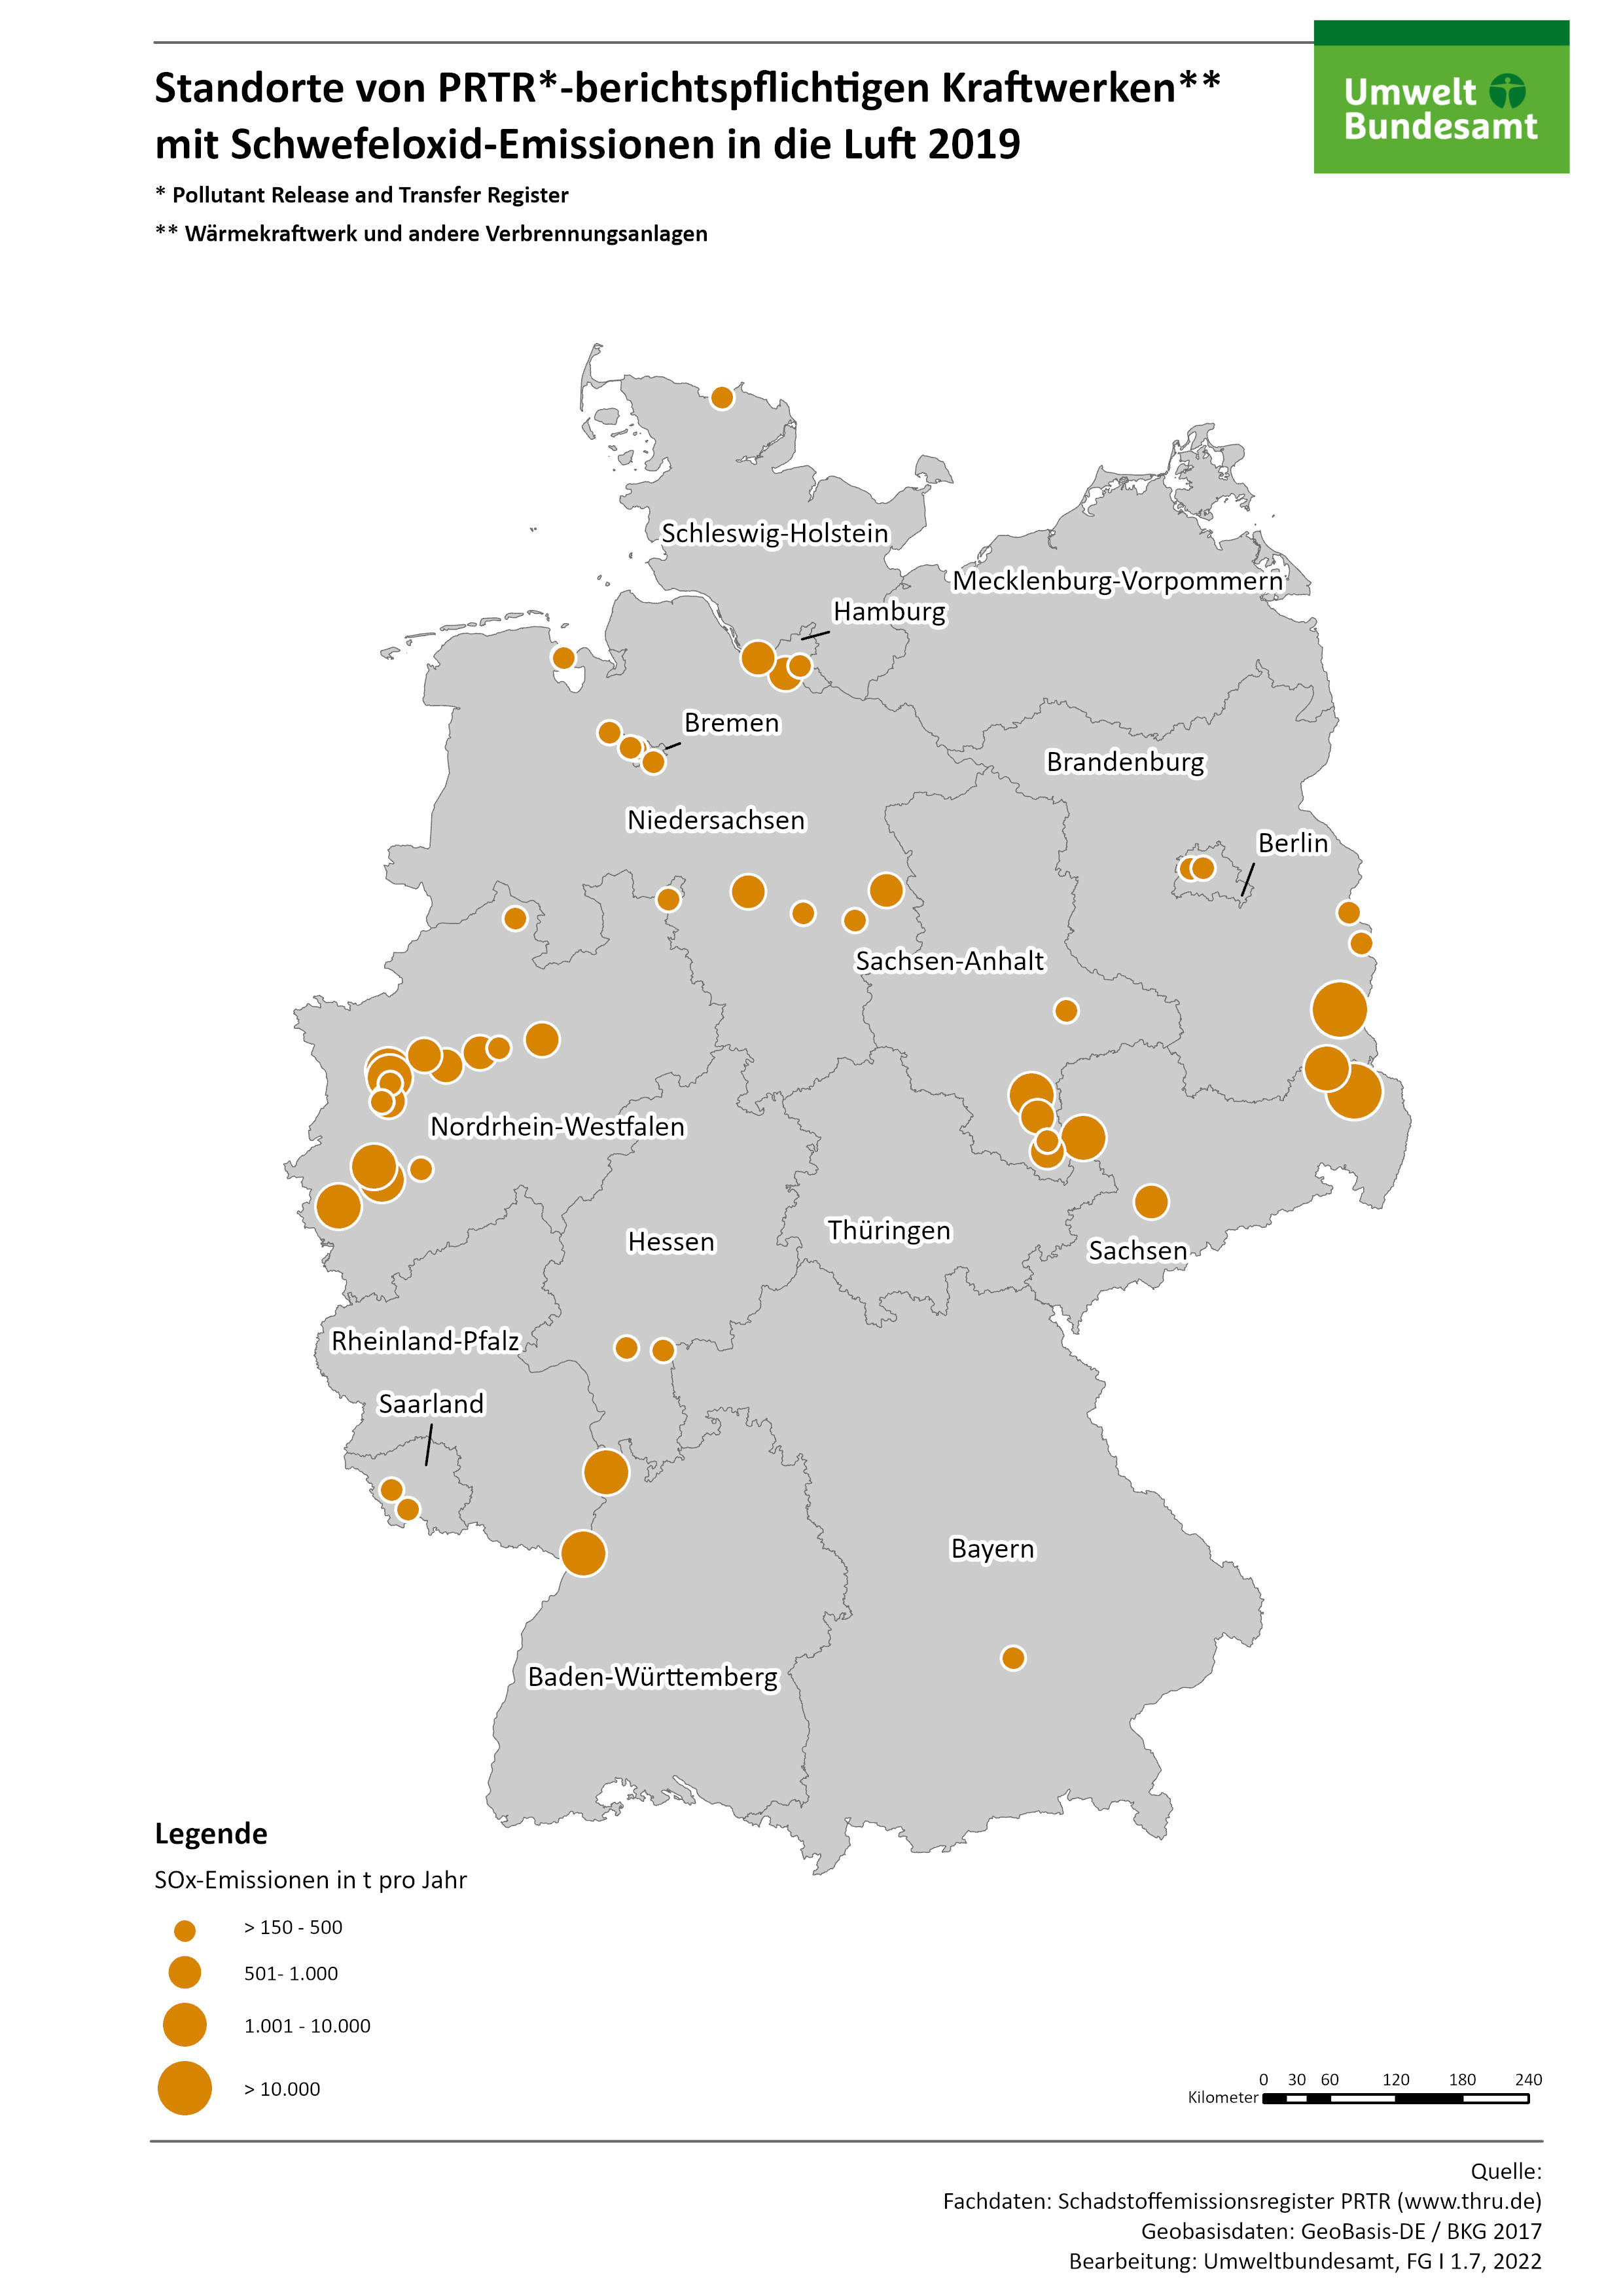 Standorte von PRTR*-berichtspflichtigen Kraftwerken**
mit Schwefeloxid-Emissionen in die Luft 2019
* Pollutant Release and Transfer Register
** Wärmekraftwerk und andere Verbrennungsanlagen
Umwelt
Bundesamt
Schleswig-Holstein
Mecklenburg-Vorpommern
Hamburg
Bremen
Brandenburg
Niedersachsen
Berlin
Sachsen-Anhalt
Nordrhein-Westfalen
Thüringen
Hessen
Sachsen
Rheinland-Pfalz
Saarland
Bayern
Baden-Württemberg
Legende
SOx-Emissionen in t pro Jahr
> 150 - 500
501- 1.000
1.001 - 10.000
> 10.000
0 30 60 120 180 240
Kilometer
Quelle:
Fachdaten: Schadstoffemissionsregister PRTR (www.thru.de)
Geobasisdaten: GeoBasis-DE / BKG 2017
Bearbeitung: Umweltbundesamt, FG I 1.7, 2022